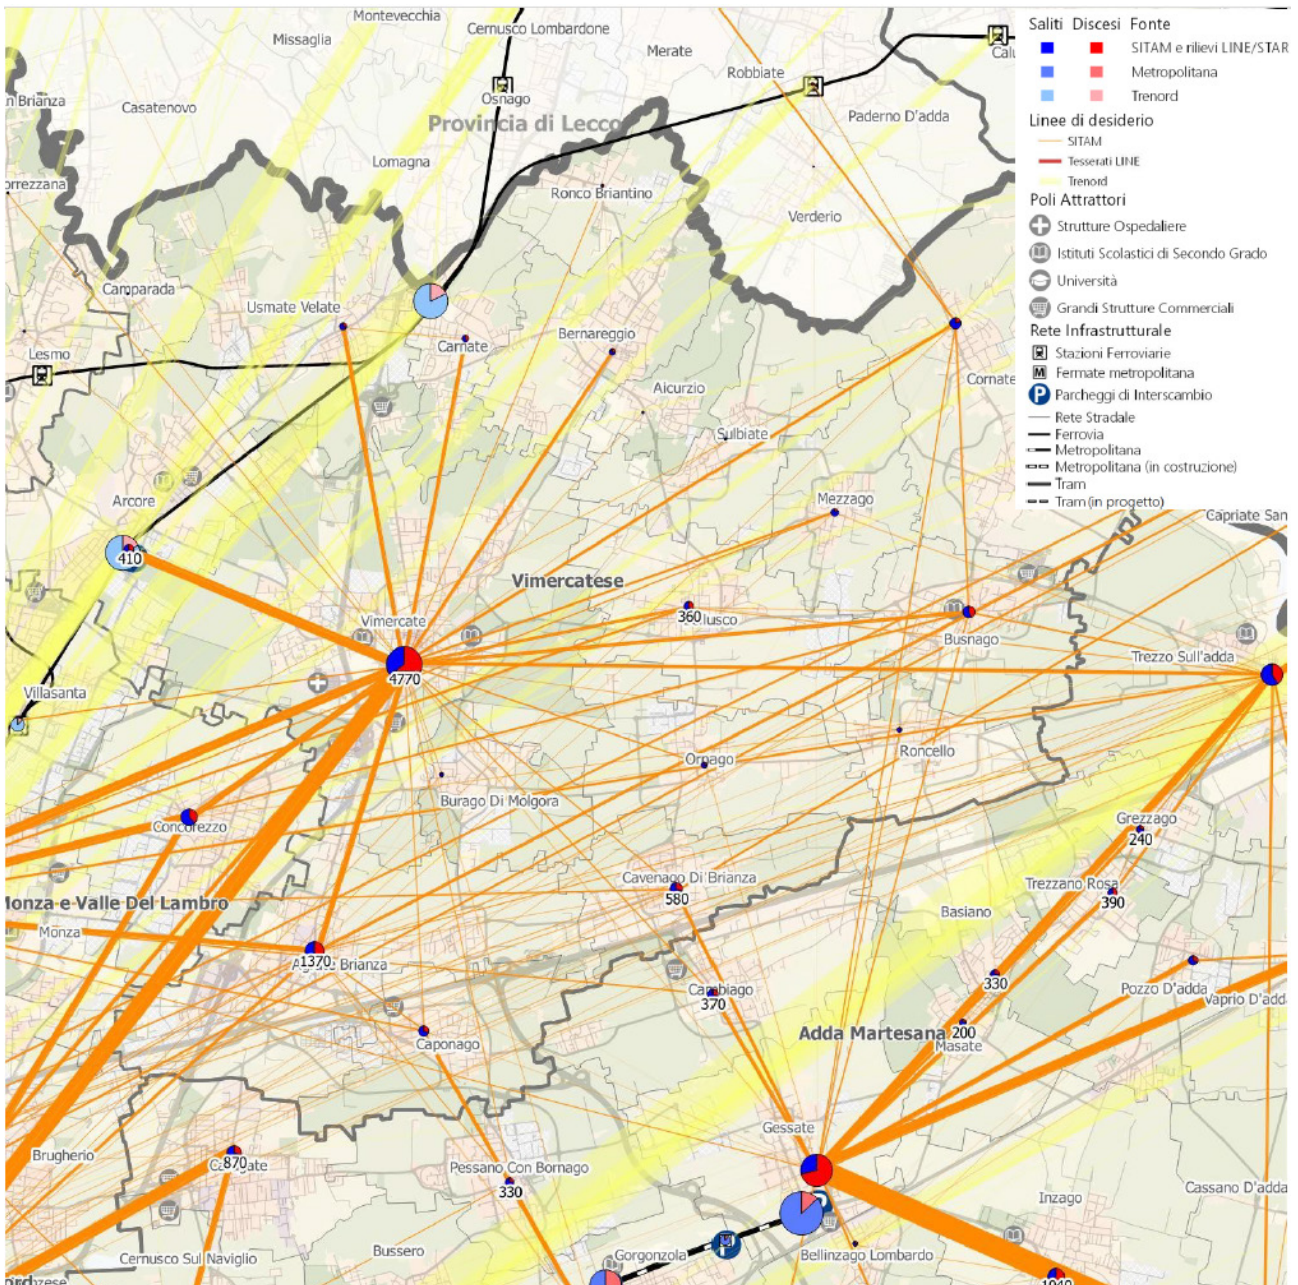 Montevecchia
Missaglia
Cernusco Lombardone
Merate
Robbiate
Casatenovo
Osnago
Provincia di Lecco
Paderno D'adda
Lomagna
Ronco Briantino
Verderio
Camparada
Usmate Velate
Carnate
Bernareggio
Lesmo
Aicurzio
Cornate
Sulbiate
Arcore
Mezzago
410
Vimercatese
Capriate San
Vimercate
360
Busnago
Trezzo Sull'adda
4770
Villasanta
Roncello
Ornago
Burago Di Molgora
Concorezzo
Grezzago
240
Cavenago Di Brianza
580
Trezzano Rosa
390
Monza e Valle Del Lambro
Basiano
Monza
1370
Agrate Brianza
330
Cambiago
370
Pozzo D'adda
Vaprio D'adda
Adda Martesana
200
Masate
Caponago
Gessate
Brugherio
870
Pessano Con Bornago
330
Inzago
Cassano D'adda
Cernusco Sul Naviglio
Bussero
Gorgonzola
Bellinzago Lombardo
1040
Saliti Discesi Fonte
SITAM e rilievi LINE/STAR
Metropolitana
Trenord
Linee di desiderio
SITAM
Tesserati LINE
Trenord
Poli Attrattori
Strutture Ospedaliere
Istituti Scolastici di Secondo Grado
Università
Grandi Strutture Commerciali
Rete Infrastrutturale
Stazioni Ferroviarie
M Fermate metropolitana
P Parcheggi di Interscambio
Rete Stradale
Ferrovia
Metropolitana
Metropolitana (in costruzione)
Tram
Tram (in progetto)